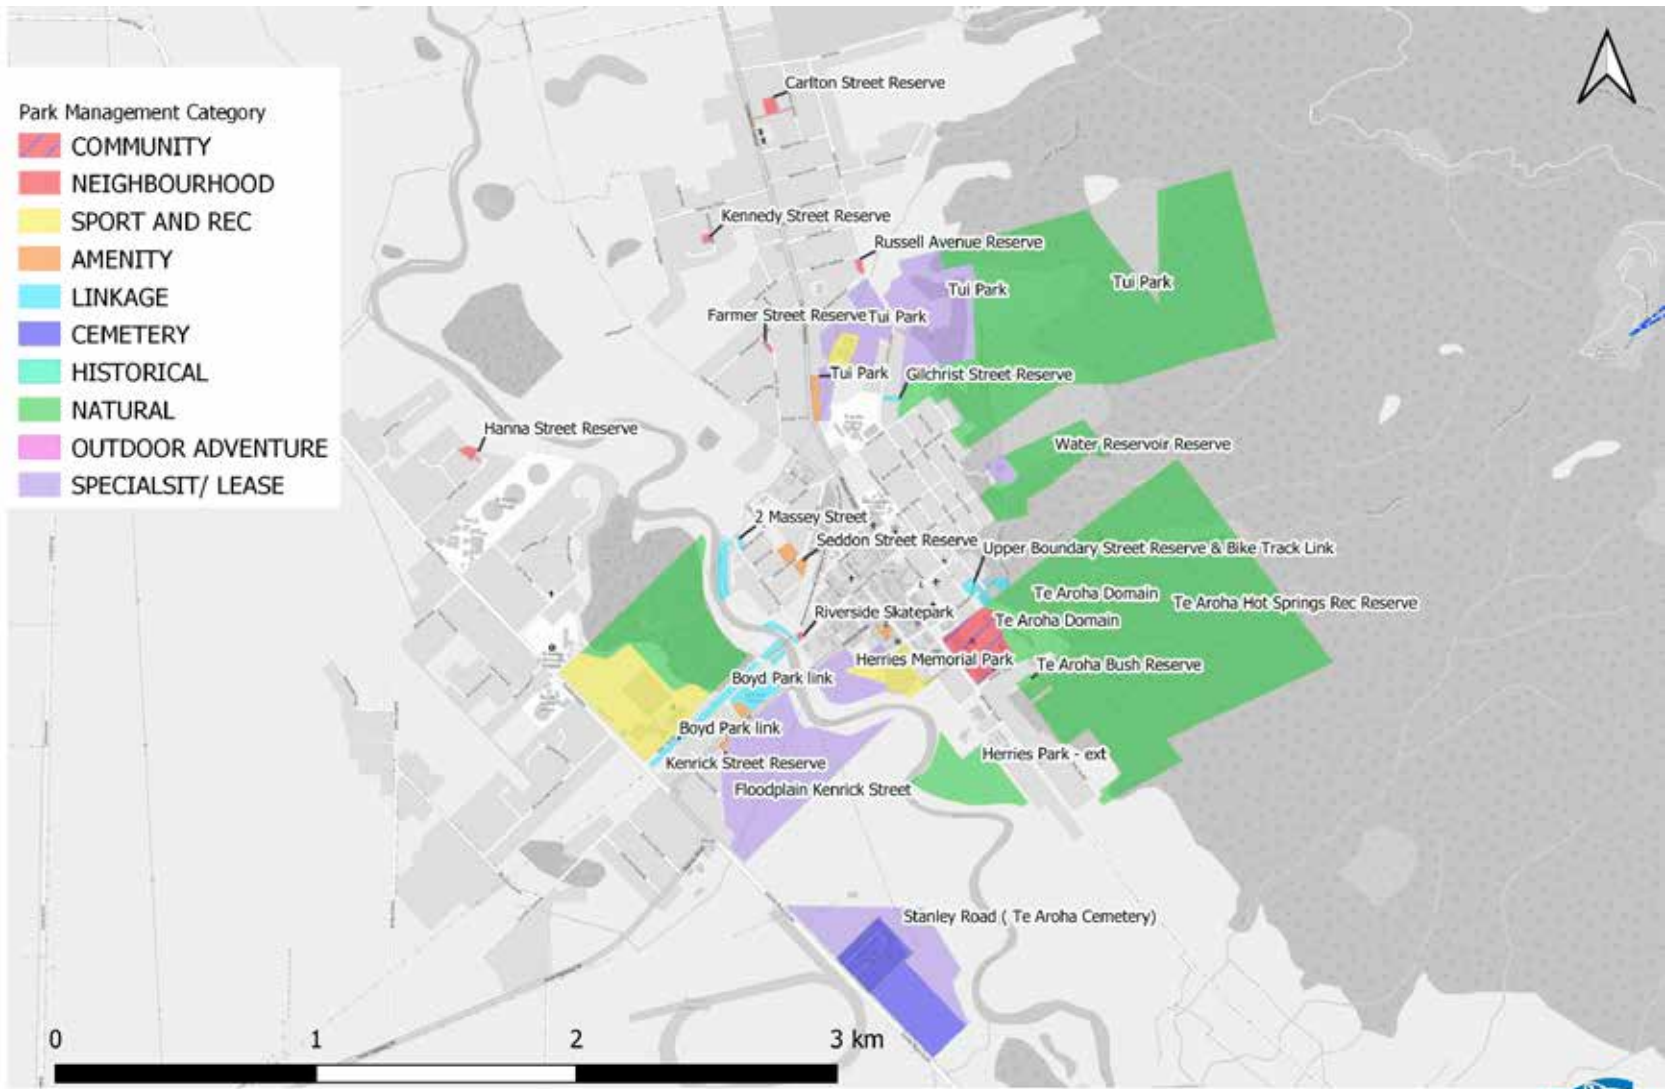 Park Management Category
COMMUNITY
NEIGHBOURHOOD
SPORT AND REC
AMENITY
LINKAGE
CEMETERY
HISTORICAL
NATURAL
OUTDOOR ADVENTURE
SPECIALSIT/ LEASE
Carlton Street Reserve
Kennedy Street Reserve
Russell Avenue Reserve
Tui Park
Tui Park
Farmer Street Reserve
Tui Park
Tui Park
Gilchrist Street Reserve
Hanna Street Reserve
Water Reservoir Reserve
2 Massey Street
Seddon Street Reserve
Upper Boundary Street Reserve & Bike Track Link
Te Aroha Domain
Te Aroha Hot Springs Rec Reserve
Riverside Skatepark
Te Aroha Domain
Herries Memorial Park
Te Aroha Bush Reserve
Boyd Park link
Boyd Park link
Herries Park - ext
Kenrick Street Reserve
Floodplain Kenrick Street
Stanley Road ( Te Aroha Cemetery)
0 1 2 3 km